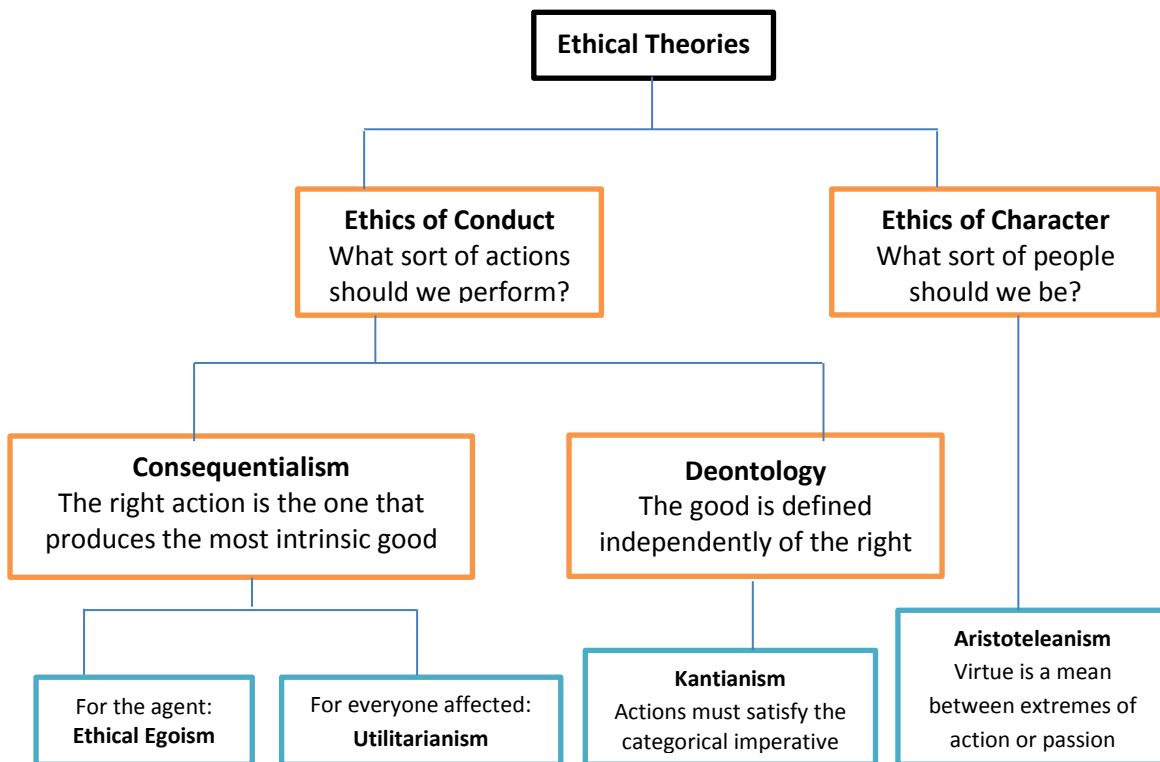 Ethical Theories
Ethics of Conduct
What sort of actions
should we perform?
Ethics of Character
What sort of people
should we be?
Consequentialism
The right action is the one that
produces the most intrinsic good
Deontology
The good is defined
independently of the right
For the agent:
Ethical Egoism
For everyone affected:
Utilitarianism
Kantianism
Actions must satisfy the
categorical imperative
Aristoteleanism
Virtue is a mean
between extremes of
action or passion